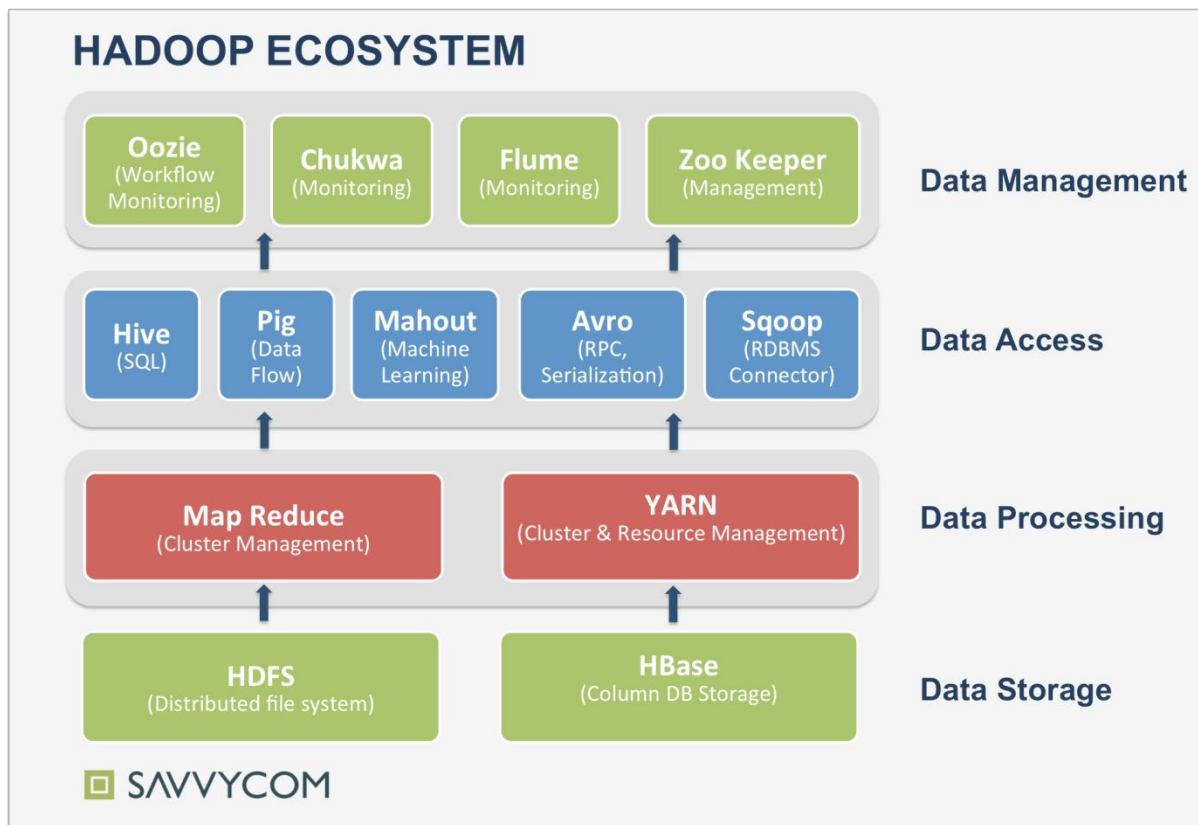 HADOOP ECOSYSTEM
Oozie
(Workflow
Monitoring)
Chukwa
(Monitoring)
Flume
(Monitoring)
Zoo Keeper
(Management)
Data Management
Hive
(SQL)
Pig
(Data
Flow)
Mahout
(Machine
Learning)
Avro
(RPC,
Serialization)
Sqoop
(RDBMS
Connector)
Data Access
Map Reduce
(Cluster Management)
YARN
(Cluster & Resource Management)
Data Processing
HDFS
(Distributed file system)
HBase
(Column DB Storage)
Data Storage
SAVVYCOM